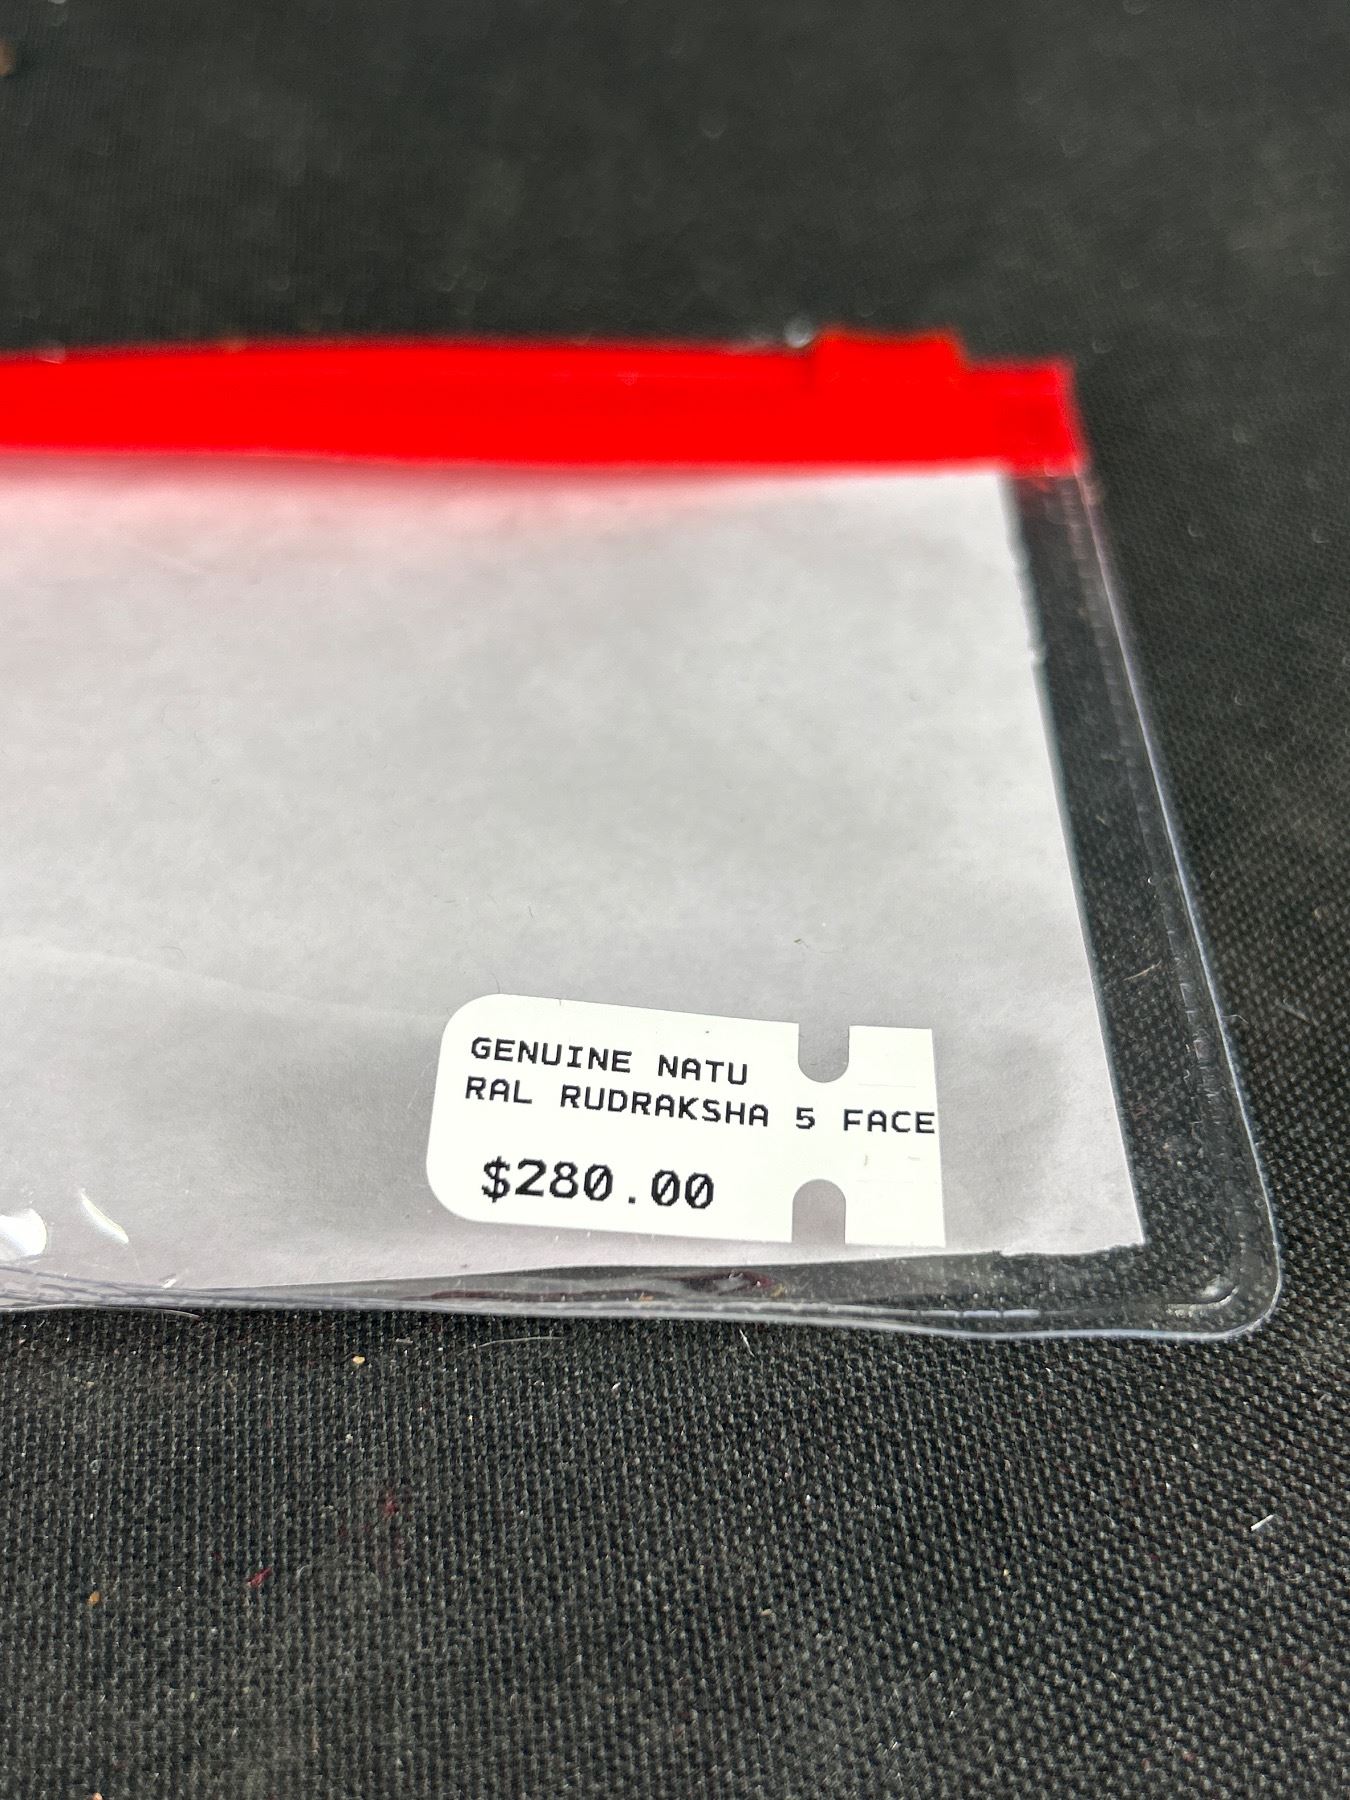 GENUINE NATU
RAL RUDRAKSHA 5 FACE
$280.00